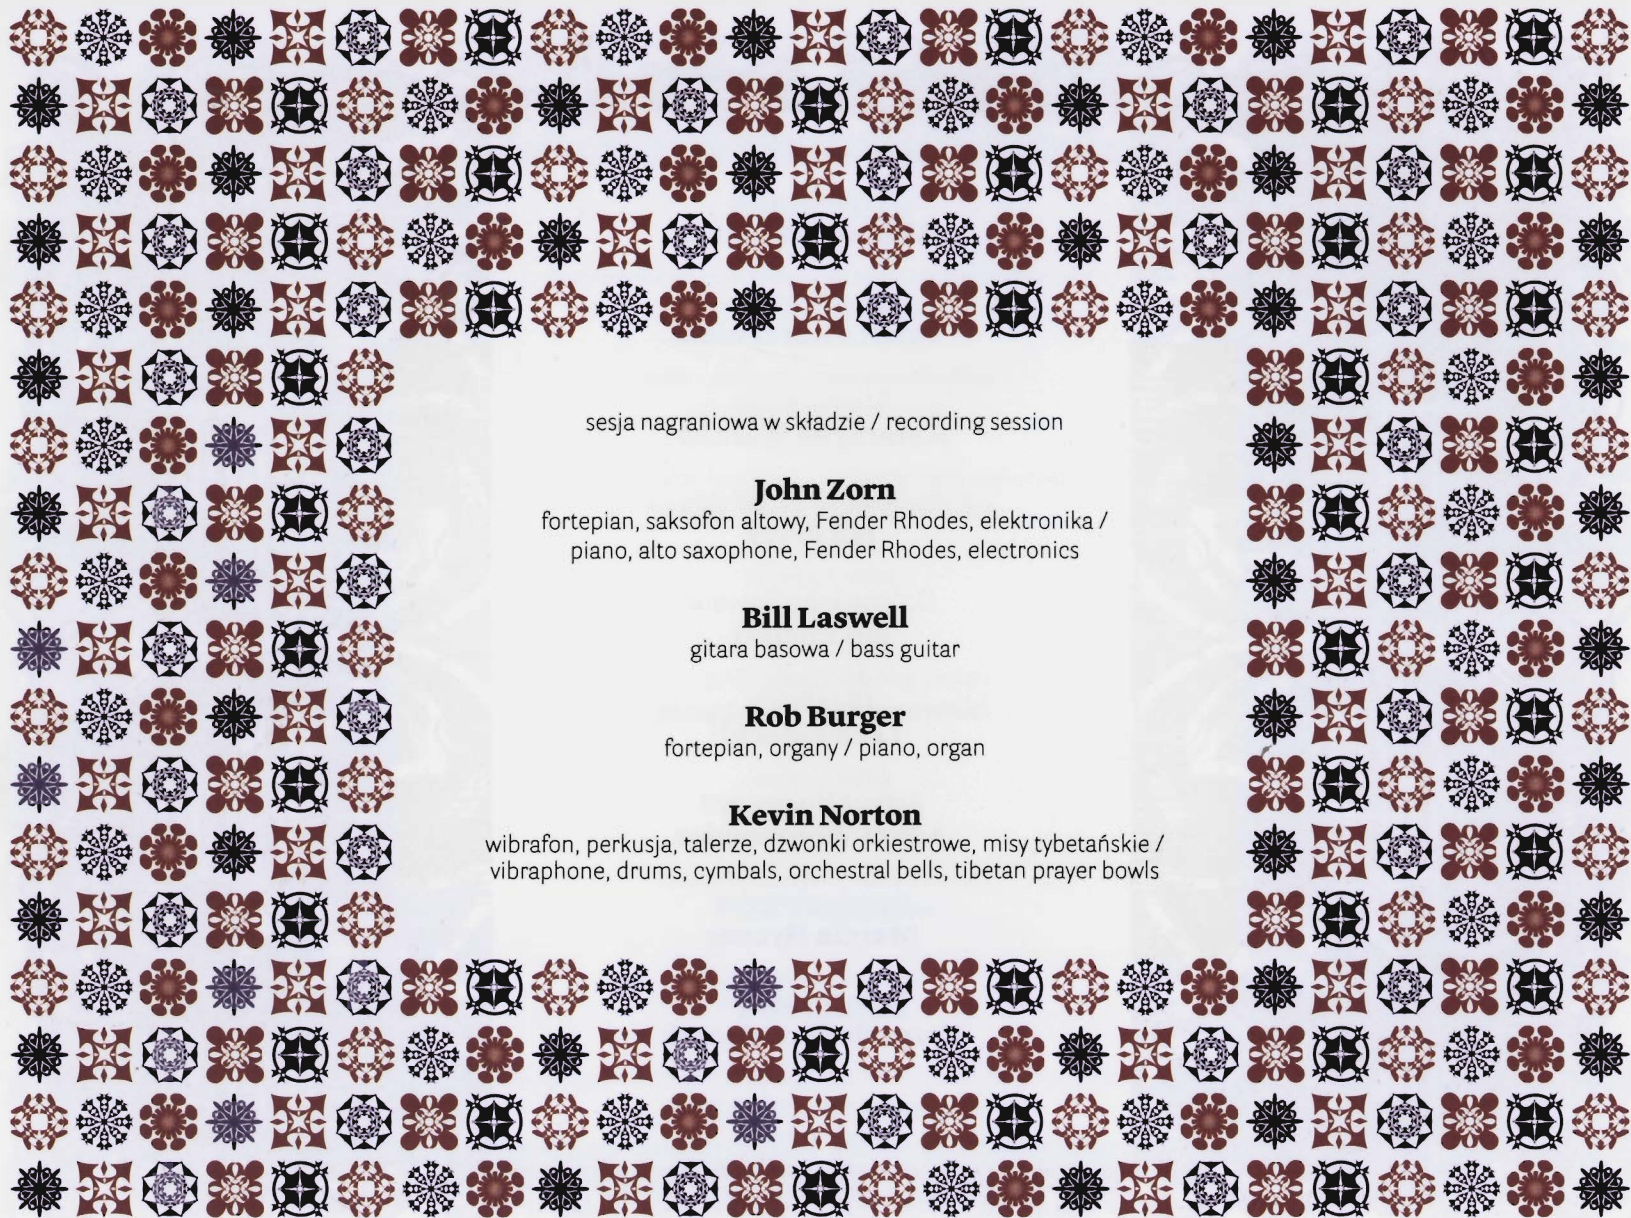 sesja nagraniowa w składzie / recording session
John Zorn
fortepian, saksofon altowy, Fender Rhodes, elektronika /
piano, alto saxophone, Fender Rhodes, electronics
Bill Laswell
gitara basowa / bass guitar
Rob Burger
fortepian, organy / piano, organ
Kevin Norton
wibrafon, perkusja, talerze, dzwonki orkiestrowe, misy tybetańskie /
vibraphone, drums, cymbals, orchestral bells, tibetan prayer bowls